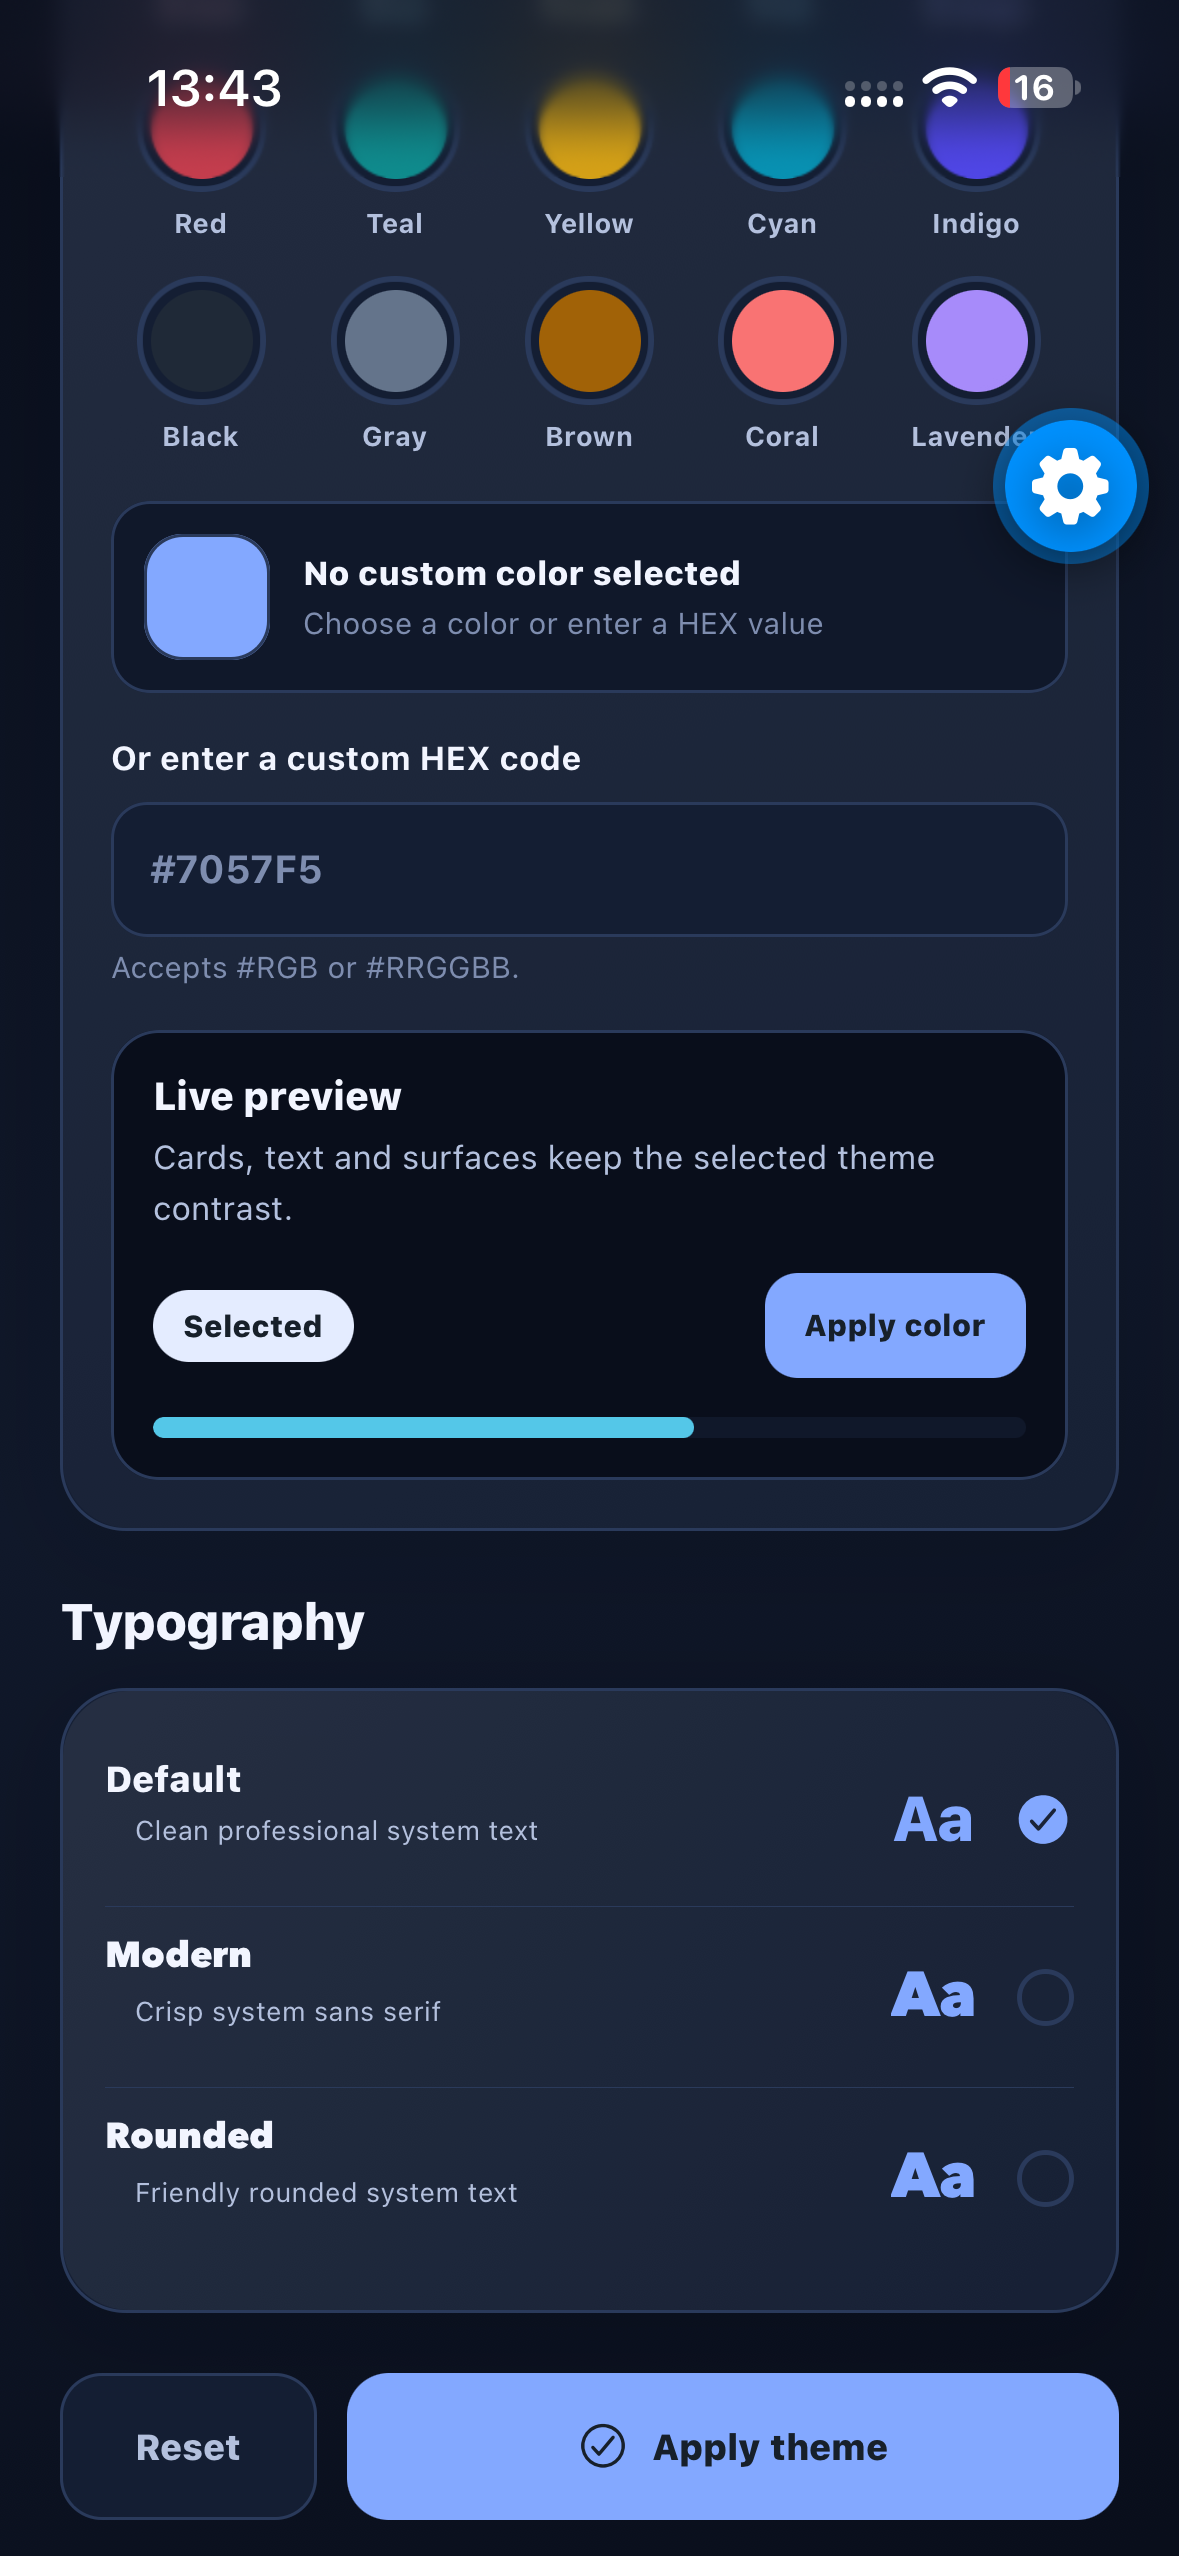 13:43
16
Red Teal Yellow Cyan Indigo
Black Gray Brown Coral Lavender
No custom color selected
Choose a color or enter a HEX value
Or enter a custom HEX code
#7057F5
Accepts #RGB or #RRGGBB.
Live preview
Cards, text and surfaces keep the selected theme
contrast.
Selected
Apply color
Typography
Default
Clean professional system text
Aa
Modern
Crisp system sans serif
Aa
Rounded
Friendly rounded system text
Aa
Reset
Apply theme